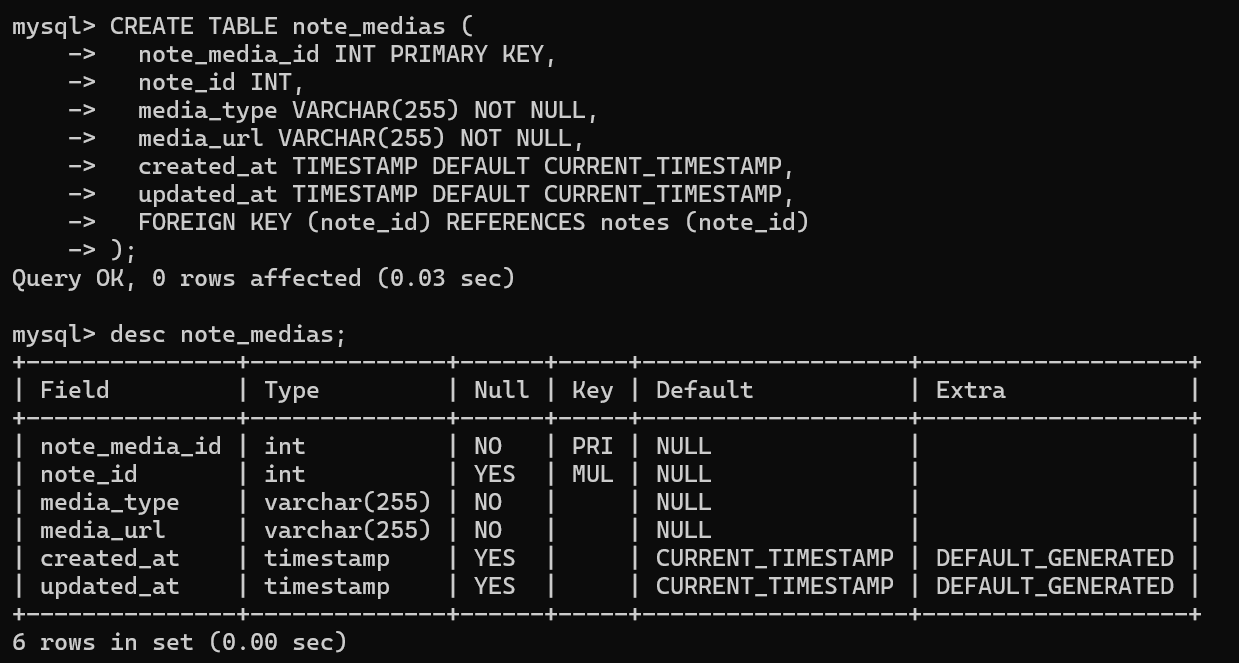 mysql> CREATE TABLE note_medias (
    ->   note_media_id INT PRIMARY KEY,
    ->   note_id INT,
    ->   media_type VARCHAR(255) NOT NULL,
    ->   media_url VARCHAR(255) NOT NULL,
    ->   created_at TIMESTAMP DEFAULT CURRENT_TIMESTAMP,
    ->   updated_at TIMESTAMP DEFAULT CURRENT_TIMESTAMP,
    ->   FOREIGN KEY (note_id) REFERENCES notes (note_id)
    -> );
Query OK, 0 rows affected (0.03 sec)

mysql> desc note_medias;
+---------------+--------------+------+-----+-------------------+-------------------+
| Field         | Type         | Null | Key | Default           | Extra             |
+---------------+--------------+------+-----+-------------------+-------------------+
| note_media_id | int          | NO   | PRI | NULL              |                   |
| note_id       | int          | YES  | MUL | NULL              |                   |
| media_type    | varchar(255) | NO   |     | NULL              |                   |
| media_url     | varchar(255) | NO   |     | NULL              |                   |
| created_at    | timestamp    | YES  |     | CURRENT_TIMESTAMP | DEFAULT_GENERATED |
| updated_at    | timestamp    | YES  |     | CURRENT_TIMESTAMP | DEFAULT_GENERATED |
+---------------+--------------+------+-----+-------------------+-------------------+
6 rows in set (0.00 sec)